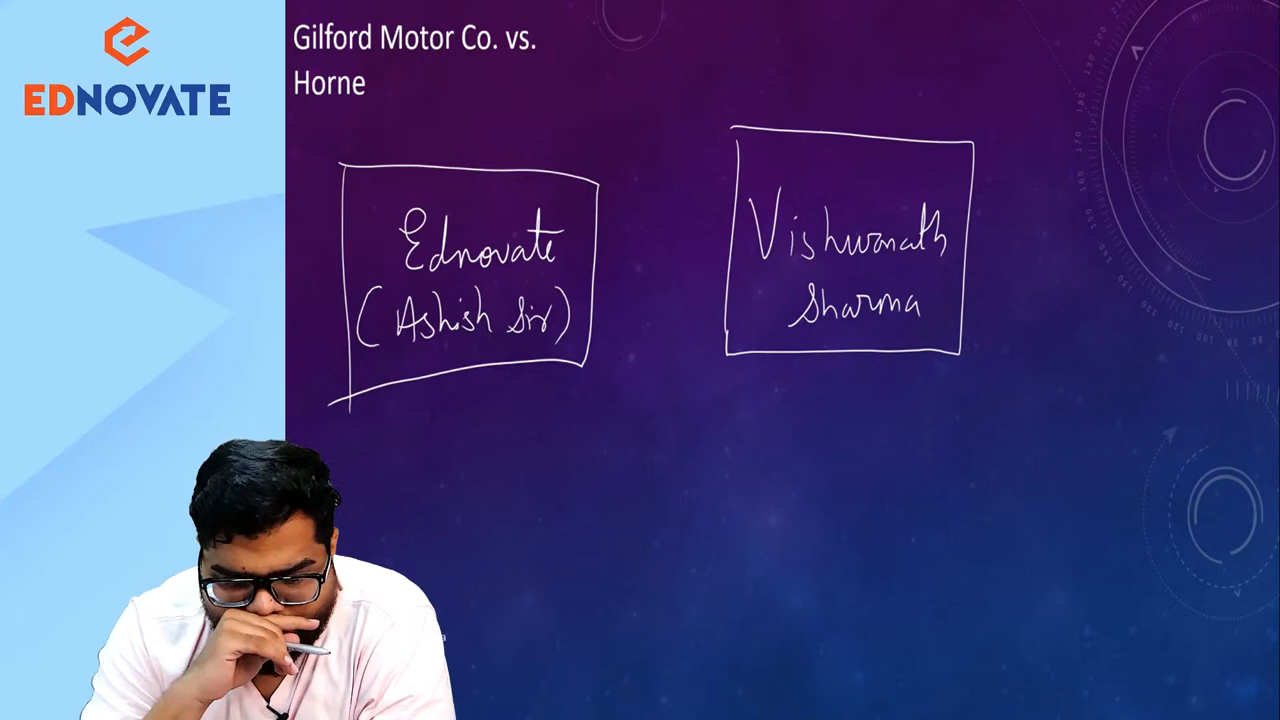 EDNOVATE
Gilford Motor Co. vs.
Horne
Ednovate
(Ashish Sir)
Vishwanath
Sharma